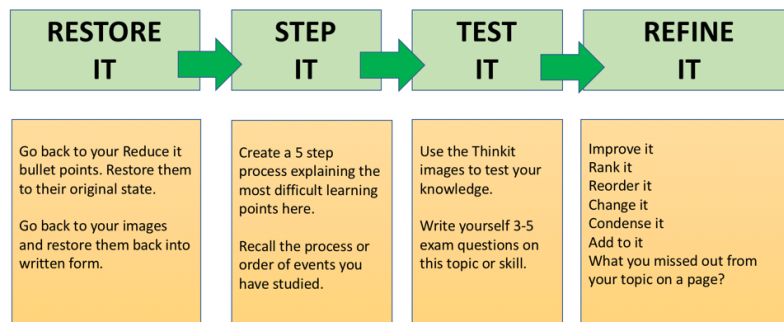 RESTORE
IT
STEP
IT
TEST
IT
REFINE
IT
Go back to your Reduce it
bullet points. Restore them
to their original state.
Go back to your images
and restore them back into
written form.
Create a 5 step
process explaining the
most difficult learning
points here.
Recall the process or
order of events you
have studied.
Use the Thinkit
images to test your
knowledge.
Write yourself 3-5
exam questions on
this topic or skill.
Improve it
Rank it
Reorder it
Change it
Condense it
Add to it
What you missed out from
your topic on a page?